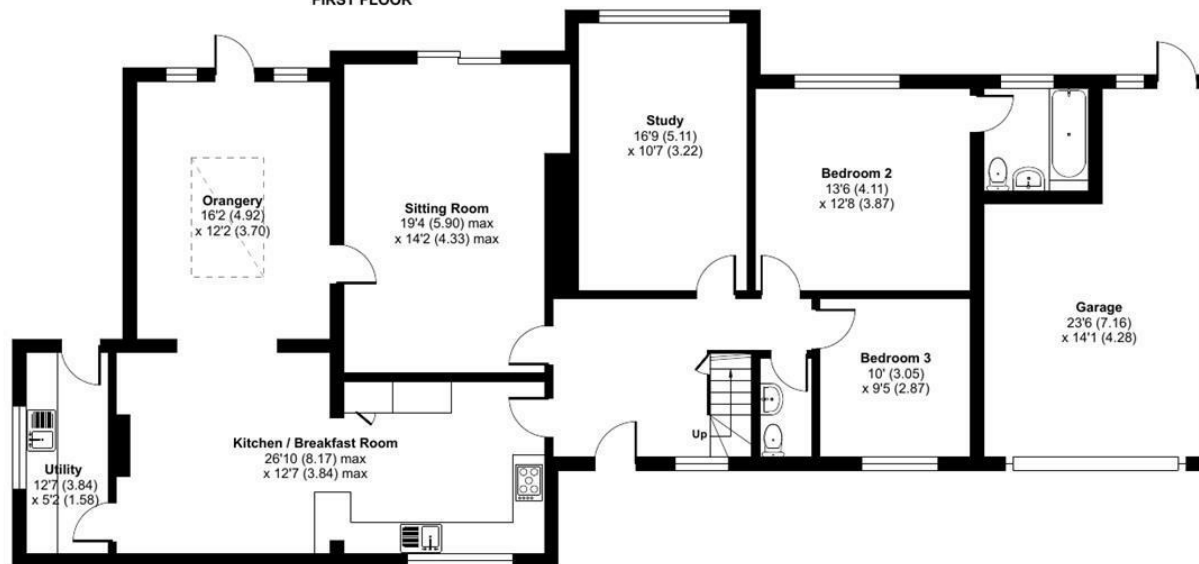 FIRST FLOOR
Study
16'9 (5.11)
x 10'7 (3.22)
Bedroom 2
13'6 (4.11)
x 12'8 (3.87)
Orangery
16'2 (4.92)
x 12'2 (3.70)
Sitting Room
19'4 (5.90) max
x 14'2 (4.33) max
Garage
23'6 (7.16)
x 14'1 (4.28)
Bedroom 3
10' (3.05)
x 9'5 (2.87)
Up
Kitchen / Breakfast Room
26'10 (8.17) max
x 12'7 (3.84) max
Utility
12'7 (3.84)
x 5'2 (1.58)